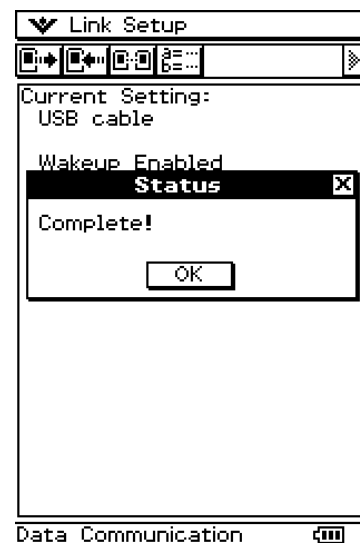 Link Setup
Current Setting:
USB cable
Wakeup Enabled
Status
Complete!
OK
Data Communication